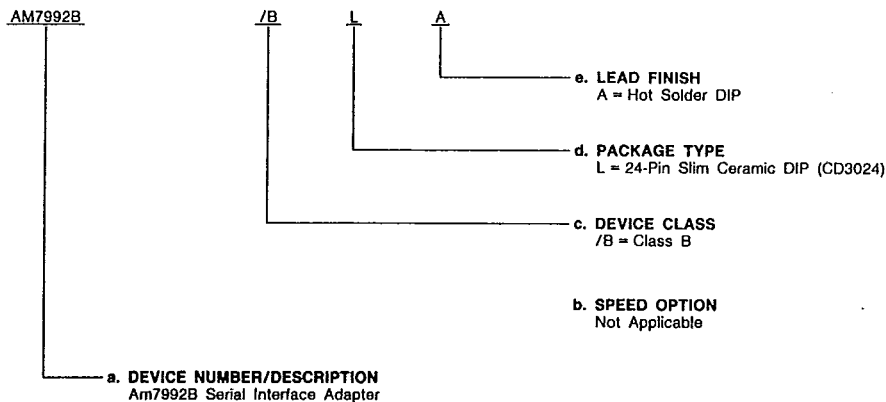 AM7992B /B L A
e. LEAD FINISH
A = Hot Solder DIP
d. PACKAGE TYPE
L = 24-Pin Slim Ceramic DIP (CD3024)
c. DEVICE CLASS
/B = Class B
b. SPEED OPTION
Not Applicable
a. DEVICE NUMBER/DESCRIPTION
Am7992B Serial Interface Adapter